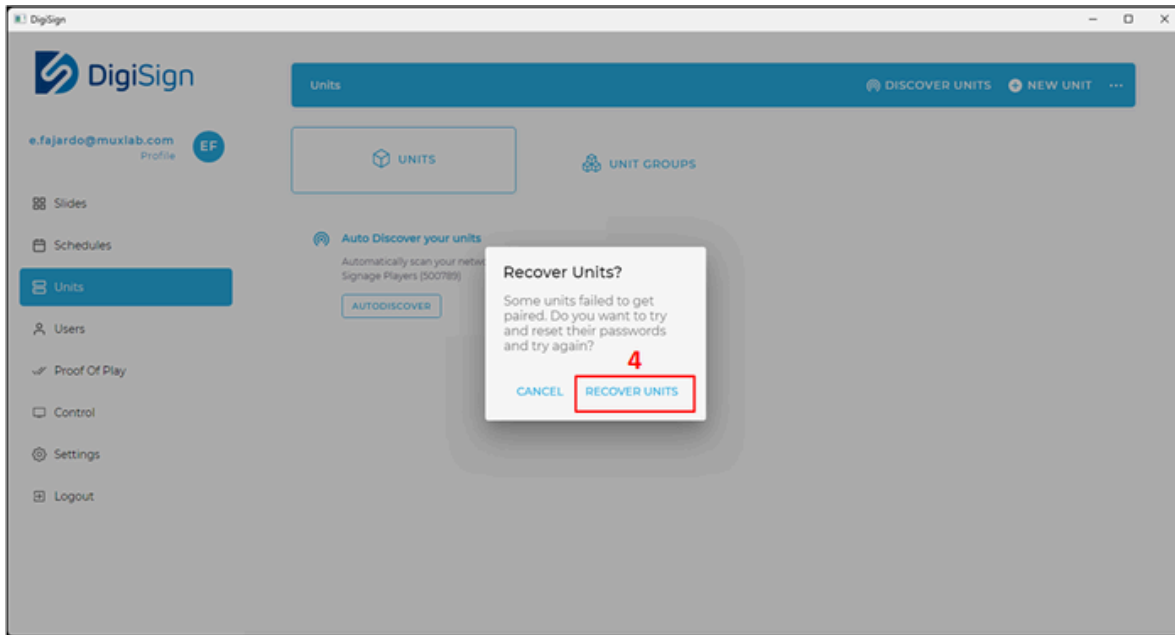 DigiSign
DigiSign
e.fajardo@muxlab.com
Profile
EF
Slides
Schedules
Units
Users
Proof Of Play
Control
Settings
Logout
Units
DISCOVER UNITS
NEW UNIT
...
UNITS
UNIT GROUPS
Auto Discover your units
Automatically scan your
Signage Players (500789)
AUTODISCOVER
Recover Units?
Some units failed to get
paired. Do you want to try
and reset their passwords
and try again?
4
CANCEL
RECOVER UNITS